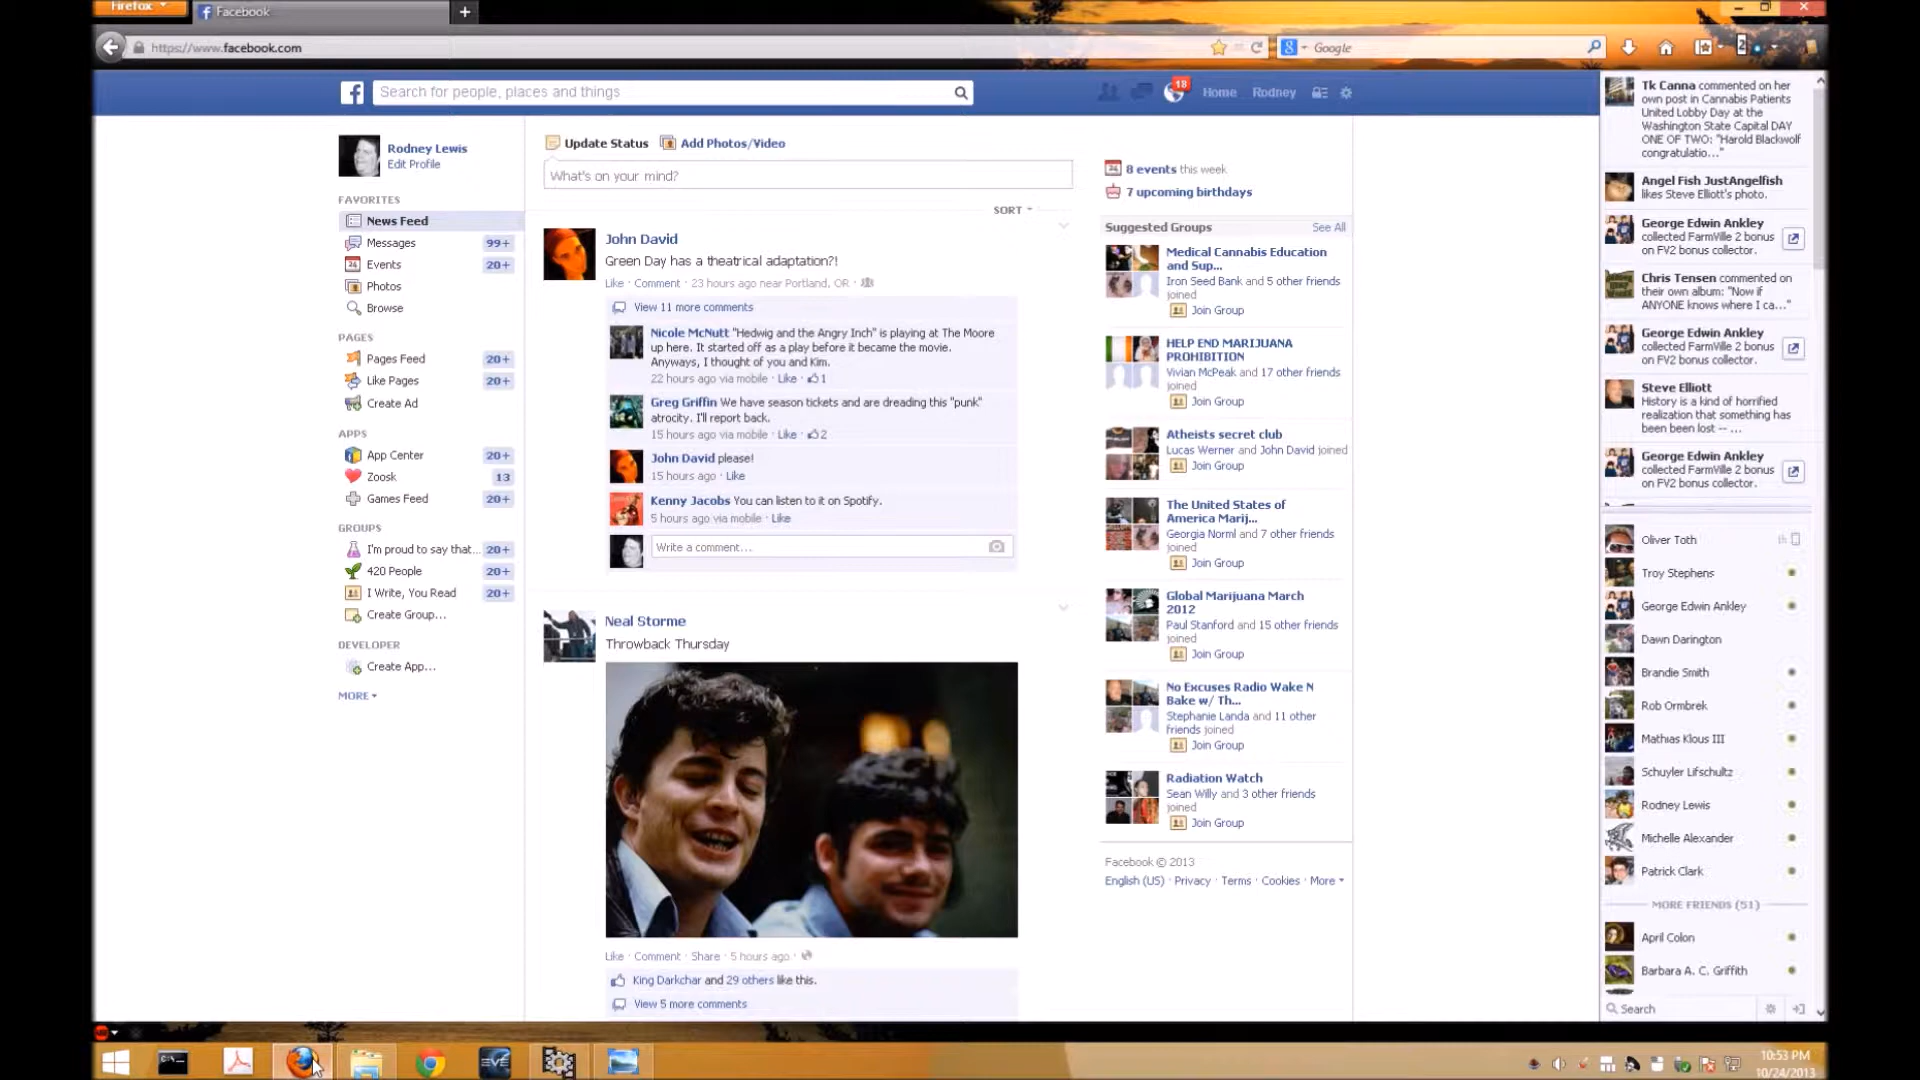 Firefox
Facebook
https://www.facebook.com
Google
Search for people, places and things
18
Home
Rodney
Rodney Lewis
Edit Profile
FAVORITES
News Feed
Messages 99+
Events 20+
Photos
Browse
PAGES
Pages Feed 20+
Like Pages 20+
Create Ad
APPS
App Center 20+
Zoosk 13
Games Feed 20+
GROUPS
I'm proud to say that... 20+
420 People 20+
I Write, You Read 20+
Create Group...
DEVELOPER
Create App...
MORE
Update Status Add Photos/Video
What's on your mind?
SORT
John David
Green Day has a theatrical adaptation?!
Like · Comment · 23 hours ago near Portland, OR ·
View 11 more comments
Nicole McNutt "Hedwig and the Angry Inch" is playing at The Moore
up here. It started off as a play before it became the movie.
Anyways, I thought of you and Kim.
22 hours ago via mobile · Like · 1
Greg Griffin We have season tickets and are dreading this "punk"
atrocity. I'll report back.
15 hours ago via mobile · Like · 2
John David please!
15 hours ago · Like
Kenny Jacobs You can listen to it on Spotify.
5 hours ago via mobile · Like
Write a comment...
Neal Storme
Throwback Thursday
Like · Comment · Share · 5 hours ago ·
King Darkchar and 29 others like this.
View 5 more comments
8 events this week
7 upcoming birthdays
Suggested Groups See All
Medical Cannabis Education
and Sup...
Iron Seed Bank and 5 other friends
joined
Join Group
HELP END MARIJUANA
PROHIBITION
Vivian McPeak and 17 other friends
joined
Join Group
Atheists secret club
Lucas Werner and John David joined
Join Group
The United States of
America Marij...
Georgia Norml and 7 other friends
joined
Join Group
Global Marijuana March
2012
Paul Stanford and 15 other friends
joined
Join Group
No Excuses Radio Wake N
Bake w/ Th...
Stephanie Landa and 11 other
friends joined
Join Group
Radiation Watch
Sean Willy and 3 other friends
joined
Join Group
Facebook © 2013
English (US) · Privacy · Terms · Cookies · More
Tk Canna commented on her
own post in Cannabis Patients
United Lobby Day at the
Washington State Capital DAY
ONE OF TWO: "Harold Blackwolf
congratulatio..."
Angel Fish JustAngelfish
likes Steve Elliott's photo.
George Edwin Ankley
collected FarmVille 2 bonus
on FV2 bonus collector.
Chris Tensen commented on
their own album: "Now if
ANYONE knows where I ca..."
George Edwin Ankley
collected FarmVille 2 bonus
on FV2 bonus collector.
Steve Elliott
History is a kind of horrified
realization that something has
been been lost -- ...
George Edwin Ankley
collected FarmVille 2 bonus
on FV2 bonus collector.
Oliver Toth
Troy Stephens
George Edwin Ankley
Dawn Darington
Brandie Smith
Rob Ormbrek
Mathias Klous III
Schuyler Lifschultz
Rodney Lewis
Michelle Alexander
Patrick Clark
MORE FRIENDS (51)
April Colon
Barbara A. C. Griffith
Search
EVE
10:53 PM
10/24/2013